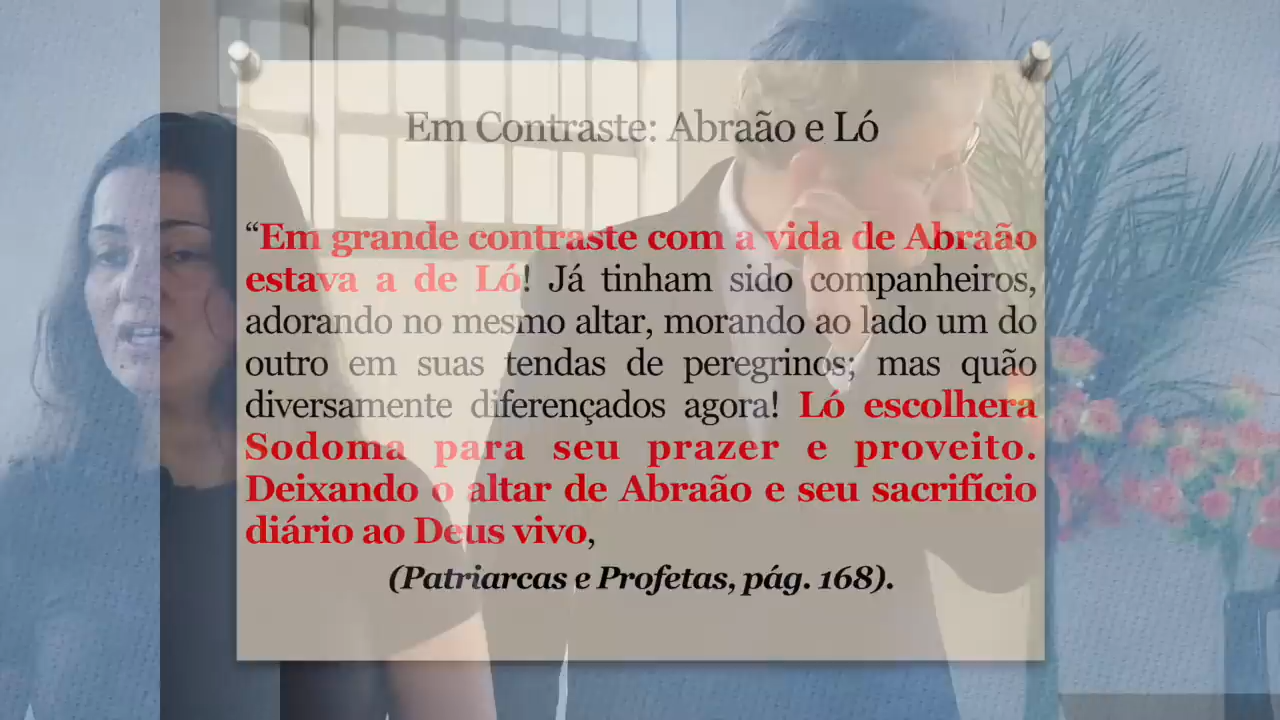 Em Contraste: Abraão e Ló
“Em grande contraste com a vida de Abraão
estava a de Ló! Já tinham sido companheiros,
adorando no mesmo altar, morando ao lado um do
outro em suas tendas de peregrinos; mas quão
diversamente diferençados agora! Ló escolhera
Sodoma para seu prazer e proveito.
Deixando o altar de Abraão e seu sacrifício
diário ao Deus vivo,
(Patriarcas e Profetas, pág. 168).